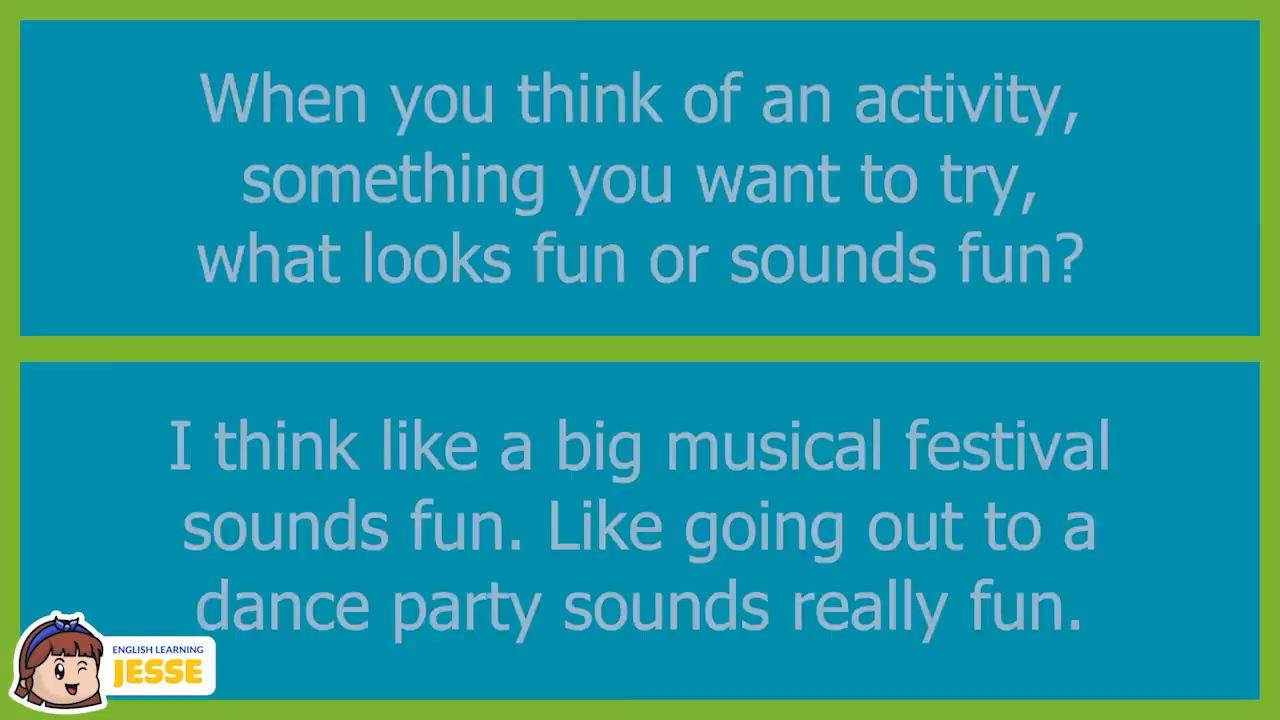 When you think of an activity,
something you want to try,
what looks fun or sounds fun?
I think like a big musical festival
sounds fun. Like going out to a
dance party sounds really fun.
ENGLISH LEARNING
JESSE